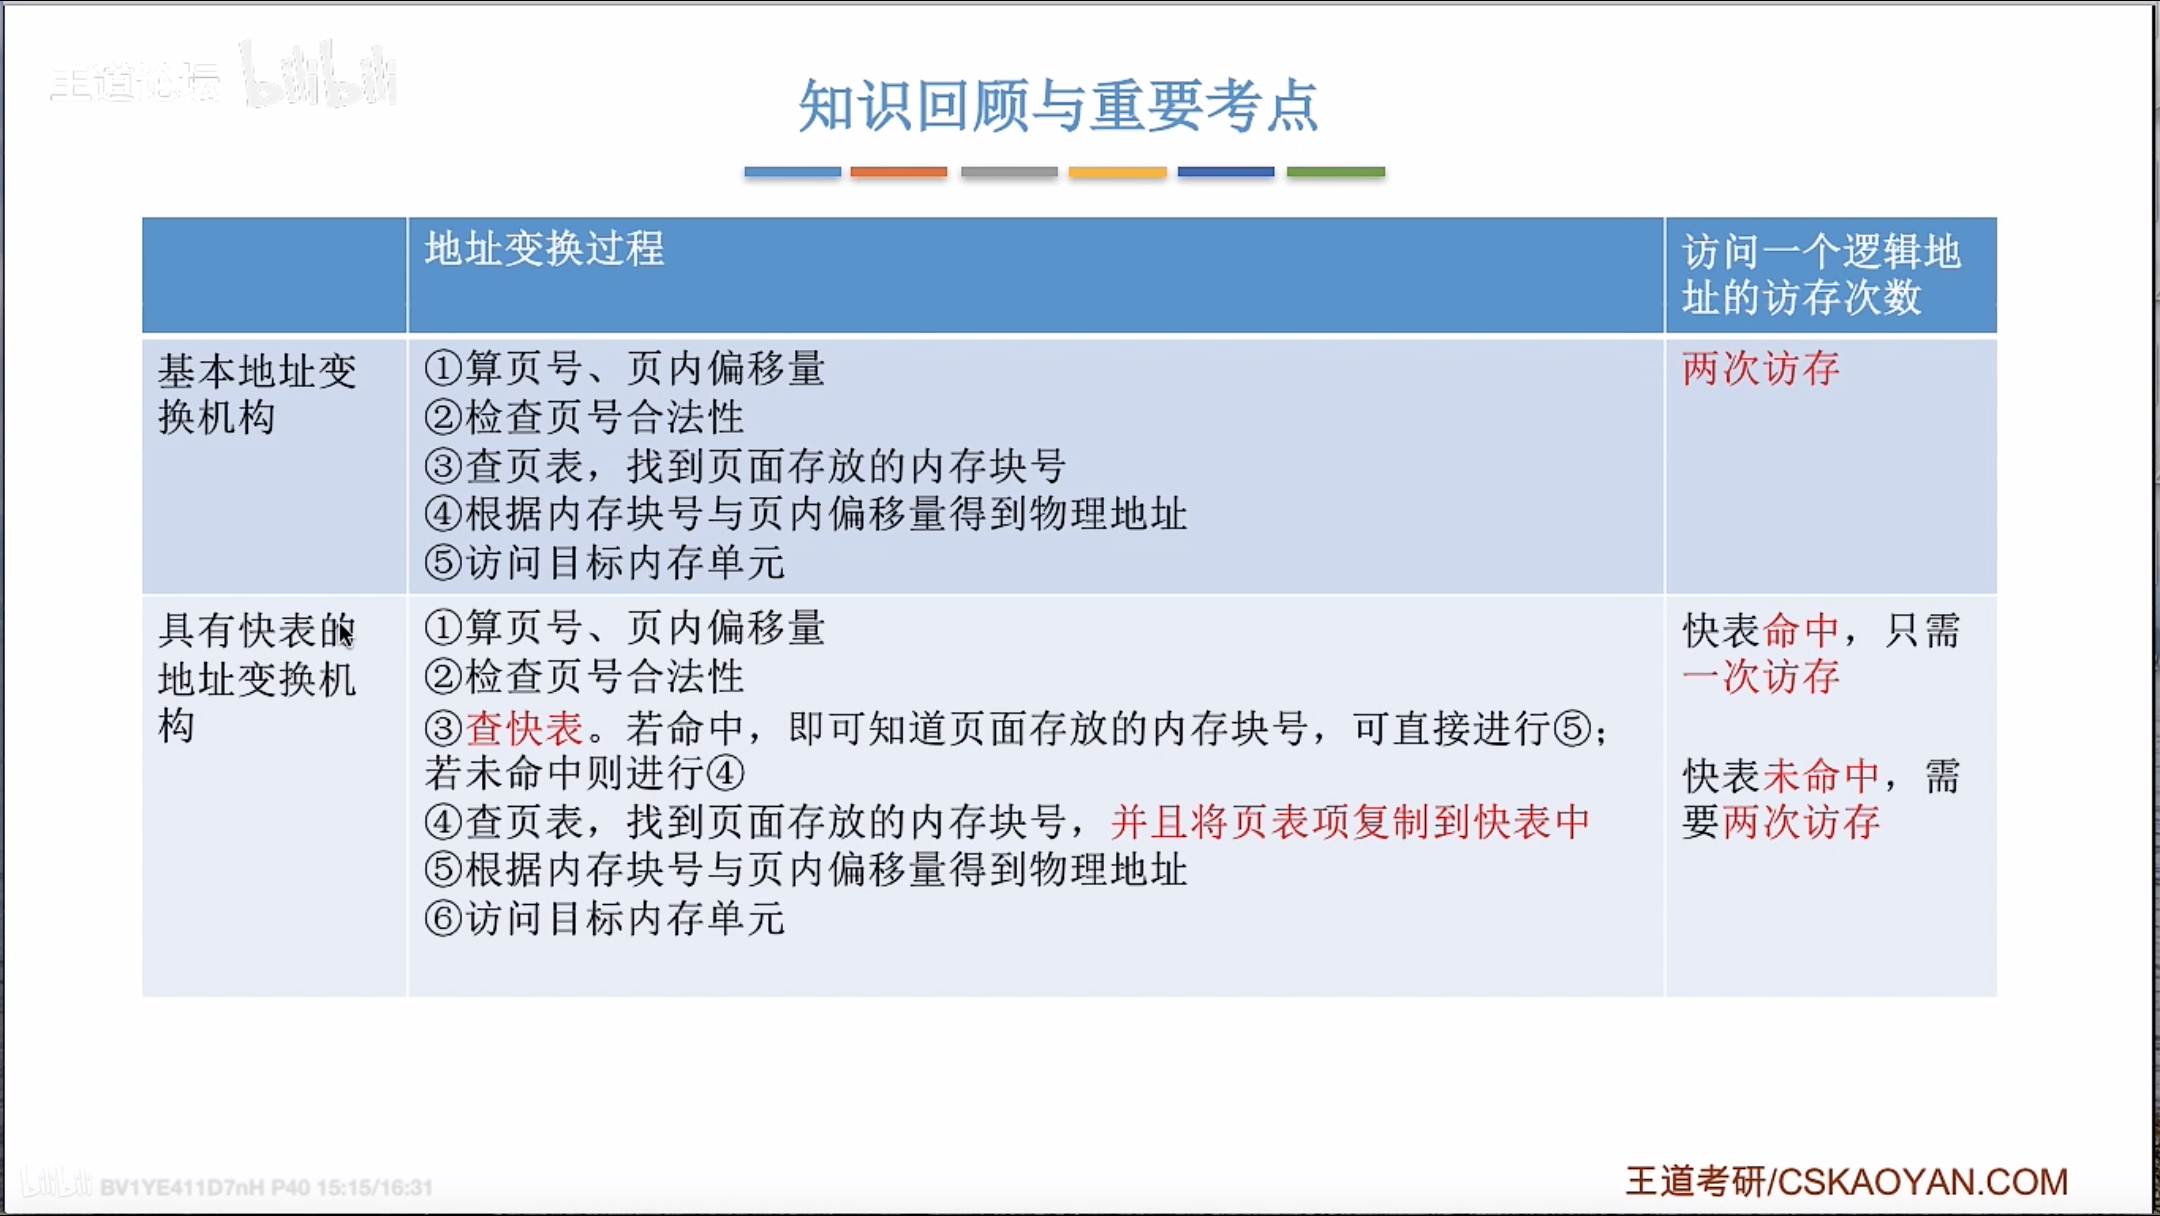 王道论坛 bilibili
知识回顾与重要考点
地址变换过程
访问一个逻辑地
址的访存次数
基本地址变
换机构
①算页号、页内偏移量
②检查页号合法性
③查页表，找到页面存放的内存块号
④根据内存块号与页内偏移量得到物理地址
⑤访问目标内存单元
两次访存
具有快表的
地址变换机
构
①算页号、页内偏移量
②检查页号合法性
③查快表。若命中，即可知道页面存放的内存块号，可直接进行⑤；
若未命中则进行④
④查页表，找到页面存放的内存块号，并且将页表项复制到快表中
⑤根据内存块号与页内偏移量得到物理地址
⑥访问目标内存单元
快表命中，只需
一次访存
快表未命中，需
要两次访存
bilibili BV1YE411D7nH P40 15:15/16:31
王道考研/CSKAOYAN.COM